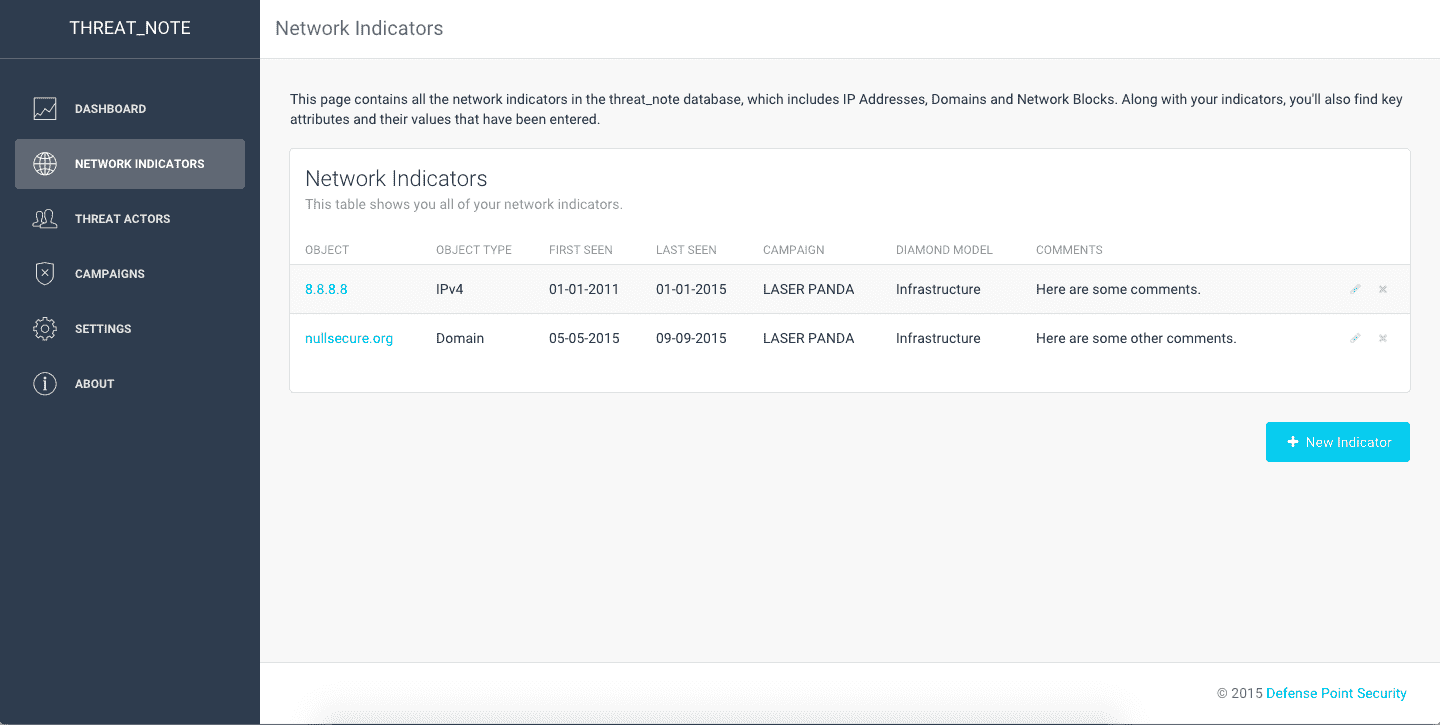 THREAT_NOTE
Network Indicators
DASHBOARD
NETWORK INDICATORS
THREAT ACTORS
CAMPAIGNS
SETTINGS
ABOUT
This page contains all the network indicators in the threat_note database, which includes IP Addresses, Domains and Network Blocks. Along with your indicators, you'll also find key
attributes and their values that have been entered.
Network Indicators
This table shows you all of your network indicators.
OBJECT OBJECT TYPE FIRST SEEN LAST SEEN CAMPAIGN DIAMOND MODEL COMMENTS
8.8.8.8 IPv4 01-01-2011 01-01-2015 LASER PANDA Infrastructure Here are some comments.
nullsecure.org Domain 05-05-2015 09-09-2015 LASER PANDA Infrastructure Here are some other comments.
New Indicator
© 2015 Defense Point Security